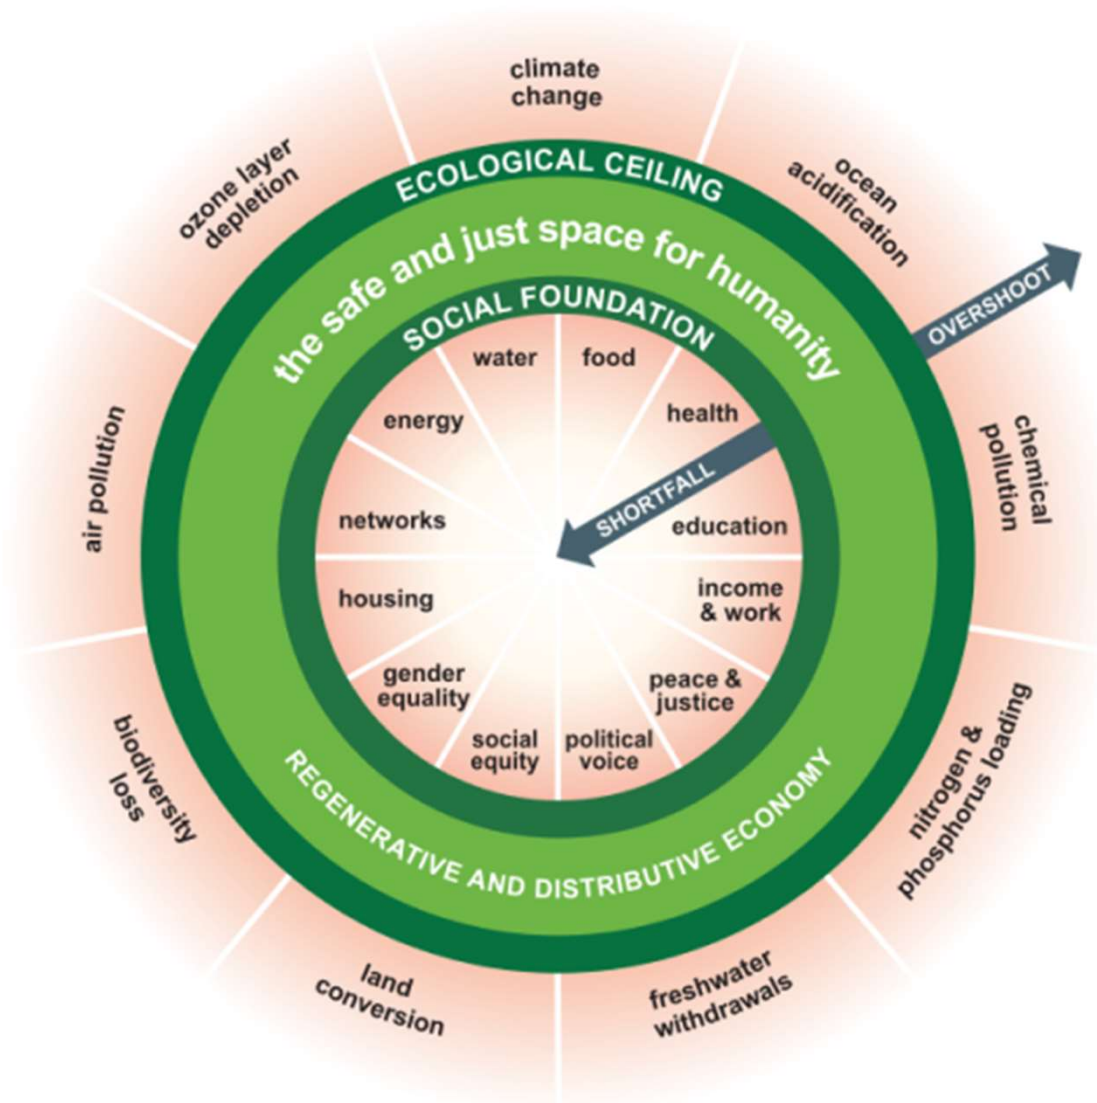 climate
change
ozone layer
depletion
ocean
acidification
ECOLOGICAL CEILING
the safe and just space for humanity
OVERSHOOT
SOCIAL FOUNDATION
water
food
energy
health
SHORTFALL
air pollution
chemical
pollution
networks
education
housing
income
& work
gender
equality
peace &
justice
social
equity
political
voice
biodiversity
loss
nitrogen &
phosphorus loading
REGENERATIVE AND DISTRIBUTIVE ECONOMY
land
conversion
freshwater
withdrawals